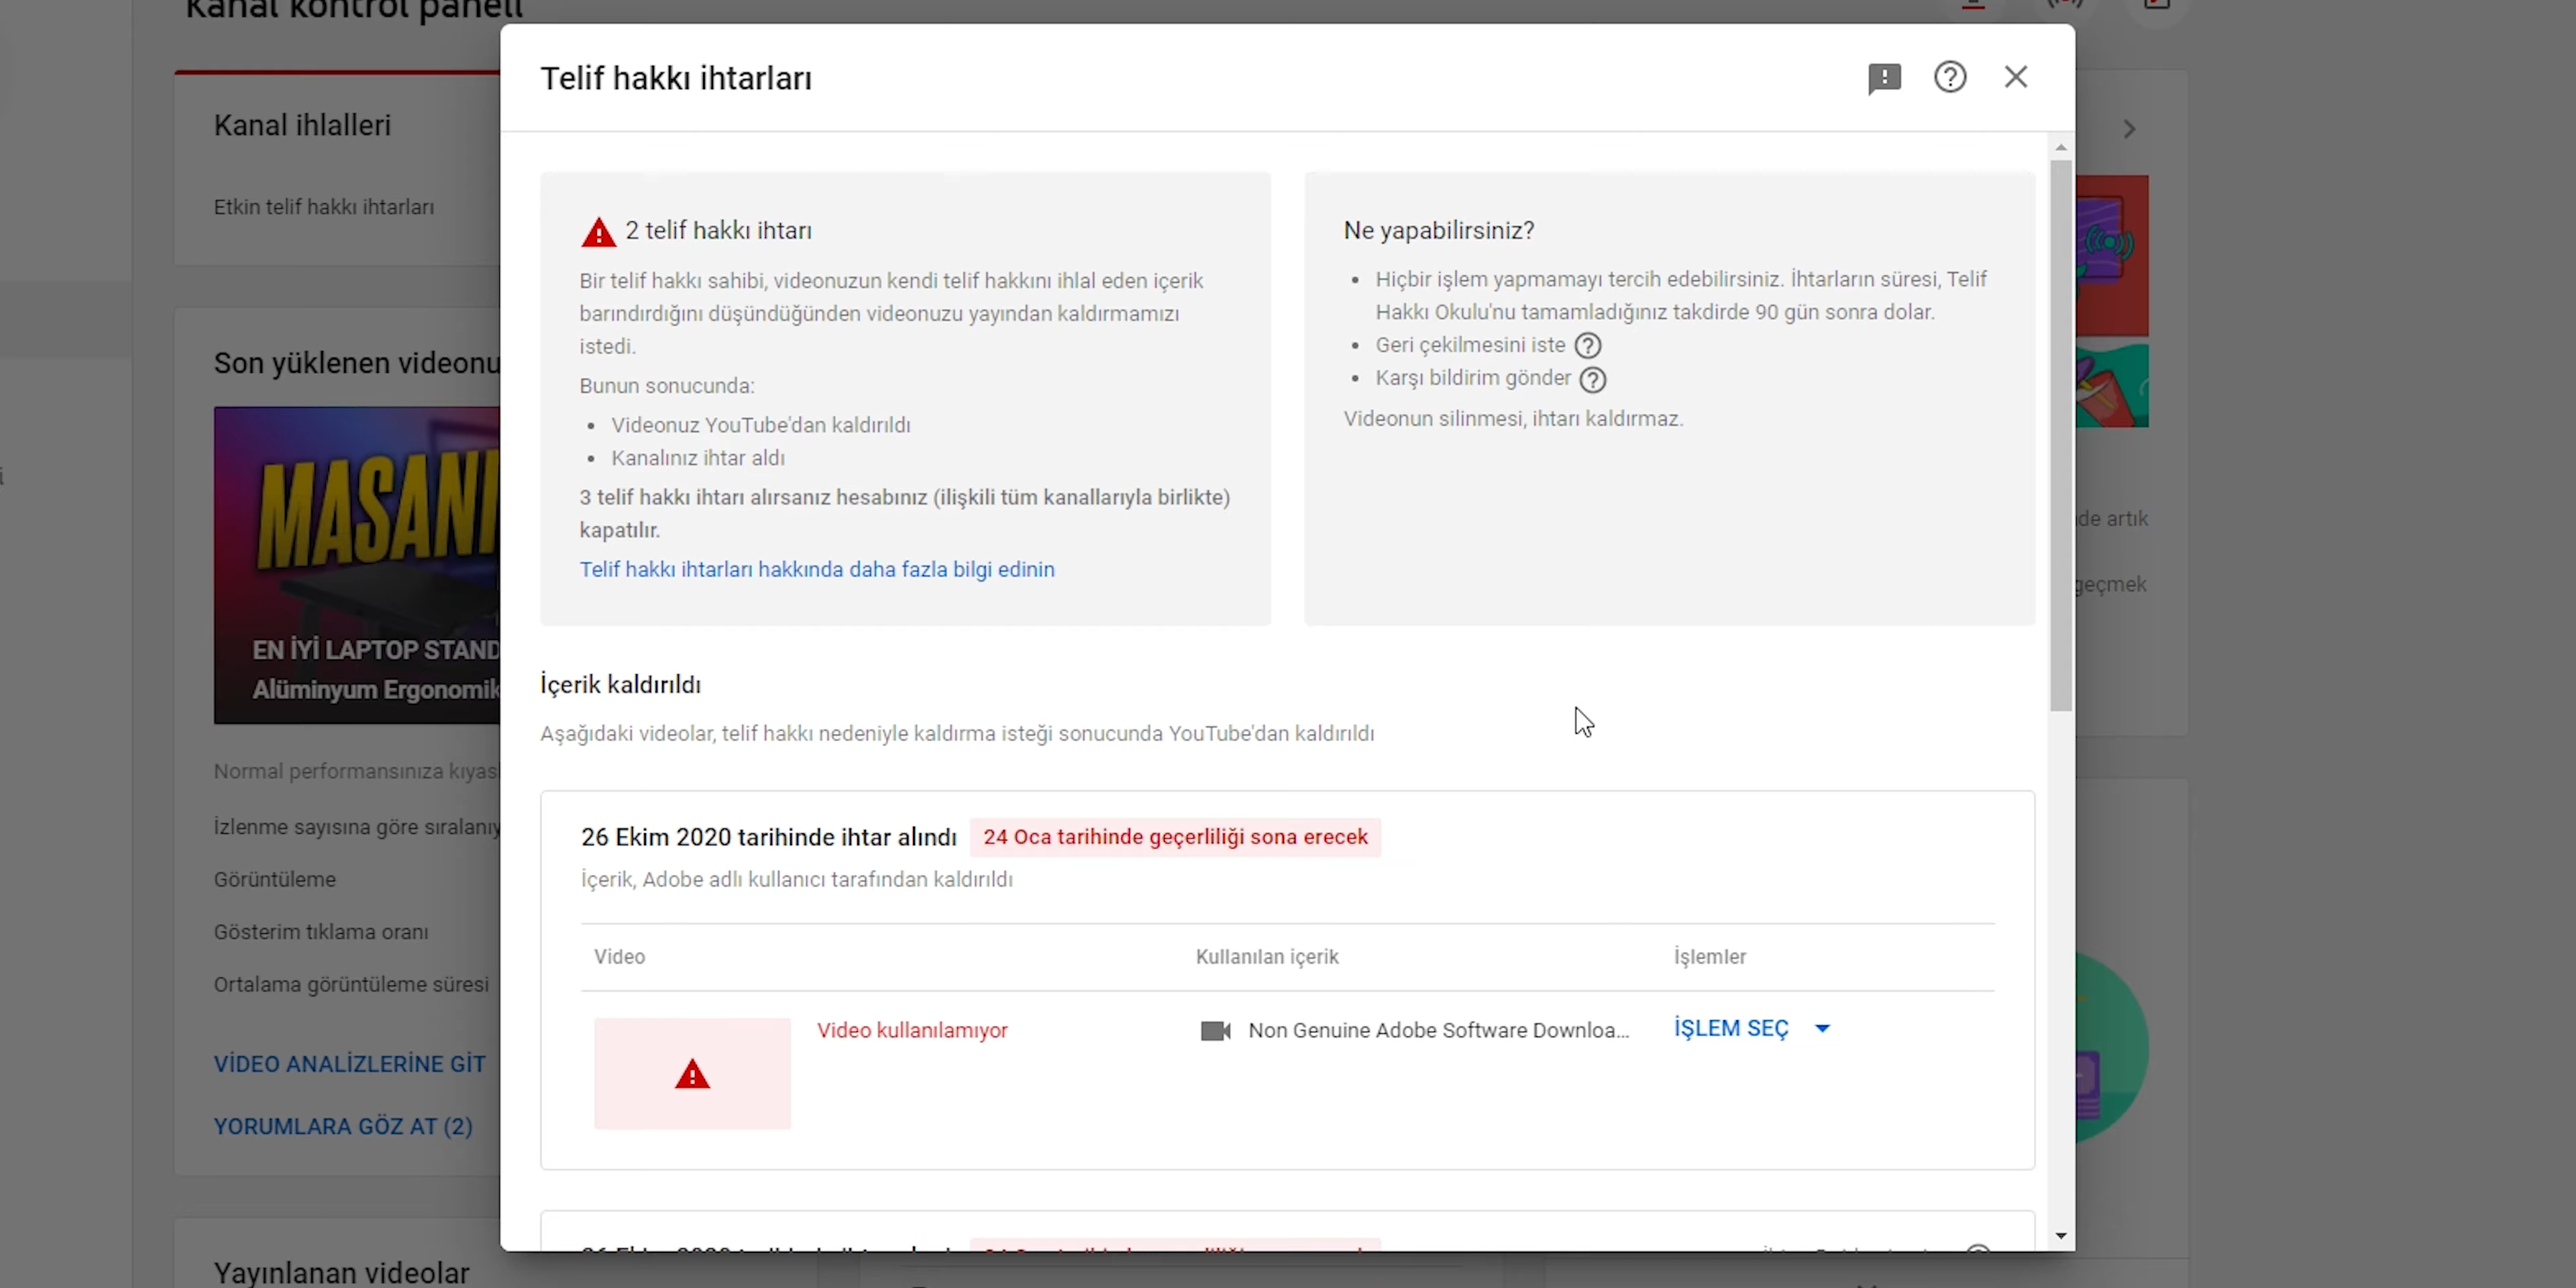 Kanal kontrol paneli
Kanal ihlalleri
Etkin telif hakkı ihtarları
Son yüklenen videonu
MASANI
EN İYİ LAPTOP STAND
Alüminyum Ergonomik
Normal performansınıza kıyas
İzlenme sayısına göre sıralanıy
Görüntüleme
Gösterim tıklama oranı
Ortalama görüntüleme süresi
VİDEO ANALİZLERİNE GİT
YORUMLARA GÖZ AT (2)
Yayınlanan videolar
Telif hakkı ihtarları
2 telif hakkı ihtarı
Bir telif hakkı sahibi, videonuzun kendi telif hakkını ihlal eden içerik
barındırdığını düşündüğünden videonuzu yayından kaldırmamızı
istedi.
Bunun sonucunda:
• Videonuz YouTube'dan kaldırıldı
• Kanalınız ihtar aldı
3 telif hakkı ihtarı alırsanız hesabınız (ilişkili tüm kanallarıyla birlikte)
kapatılır.
Telif hakkı ihtarları hakkında daha fazla bilgi edinin
Ne yapabilirsiniz?
• Hiçbir işlem yapmamayı tercih edebilirsiniz. İhtarların süresi, Telif
Hakkı Okulu'nu tamamladığınız takdirde 90 gün sonra dolar.
• Geri çekilmesini iste
• Karşı bildirim gönder
Videonun silinmesi, ihtarı kaldırmaz.
İçerik kaldırıldı
Aşağıdaki videolar, telif hakkı nedeniyle kaldırma isteği sonucunda YouTube'dan kaldırıldı
26 Ekim 2020 tarihinde ihtar alındı 24 Oca tarihinde geçerliliği sona erecek
İçerik, Adobe adlı kullanıcı tarafından kaldırıldı
Video Kullanılan içerik İşlemler
Video kullanılamıyor Non Genuine Adobe Software Downloa... İŞLEM SEÇ
de artık
geçmek